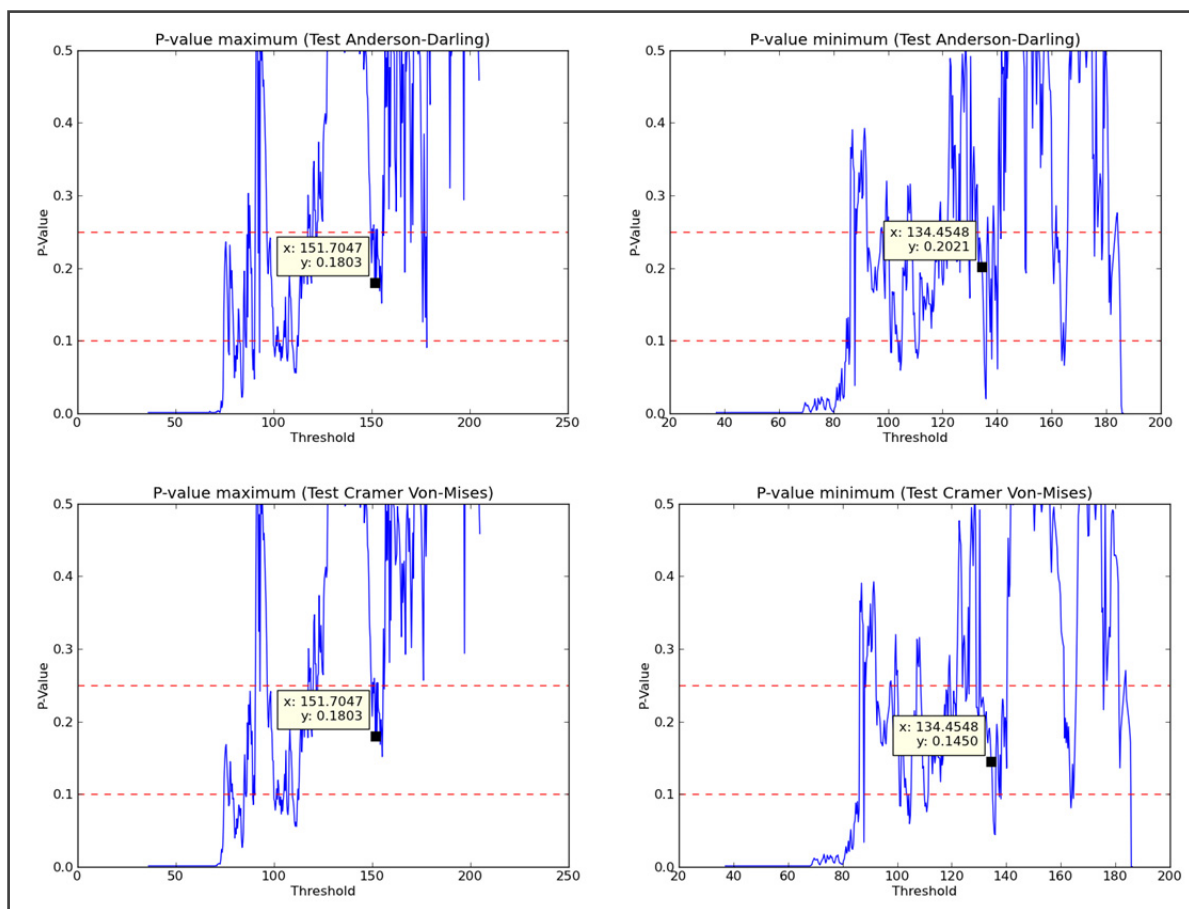 P-value maximum (Test Anderson-Darling)
0.5
0.4
0.3
0.2
0.1
0.0
P-Value
x: 151.7047
y: 0.1803
0
50
100
150
200
250
Threshold
P-value minimum (Test Anderson-Darling)
0.5
0.4
0.3
0.2
0.1
0.0
P-Value
x: 134.4548
y: 0.2021
20
40
60
80
100
120
140
160
180
200
Threshold
P-value maximum (Test Cramer Von-Mises)
0.5
0.4
0.3
0.2
0.1
0.0
P-Value
x: 151.7047
y: 0.1803
0
50
100
150
200
250
Threshold
P-value minimum (Test Cramer Von-Mises)
0.5
0.4
0.3
0.2
0.1
0.0
P-Value
x: 134.4548
y: 0.1450
20
40
60
80
100
120
140
160
180
200
Threshold